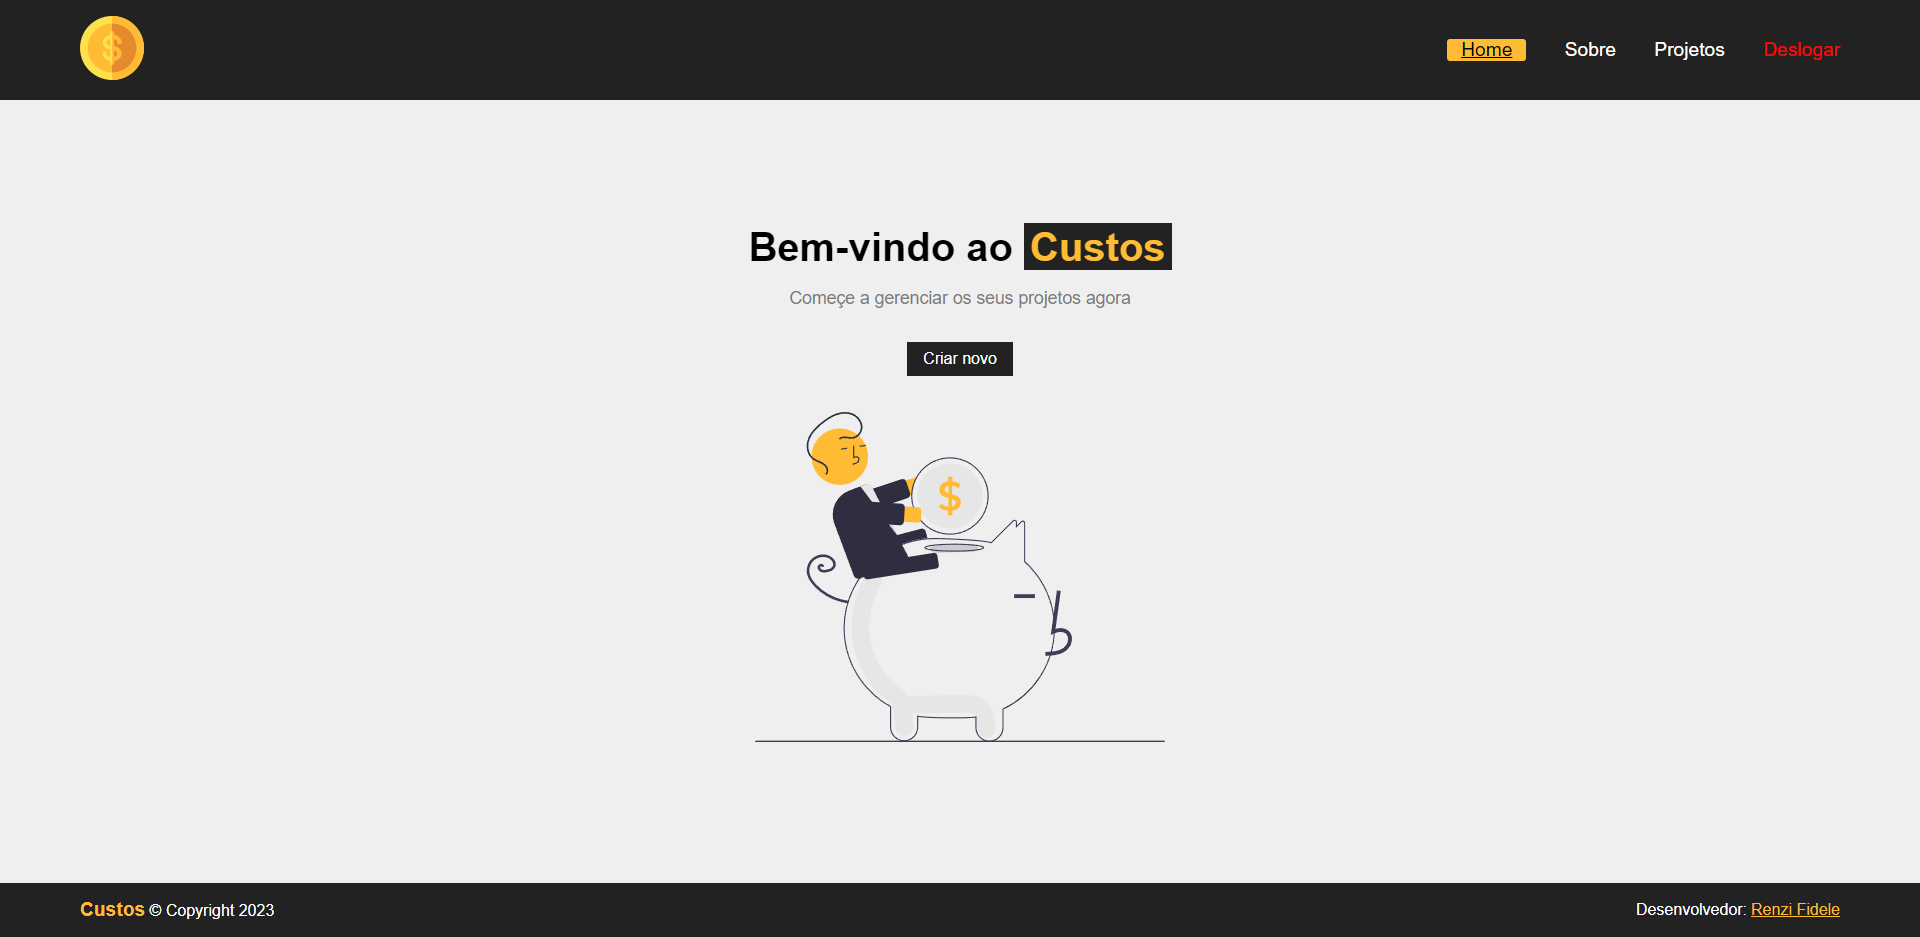 $
Home Sobre Projetos Deslogar
Bem-vindo ao Custos
Começe a gerenciar os seus projetos agora
Criar novo
$
Custos © Copyright 2023
Desenvolvedor: Renzi Fidele